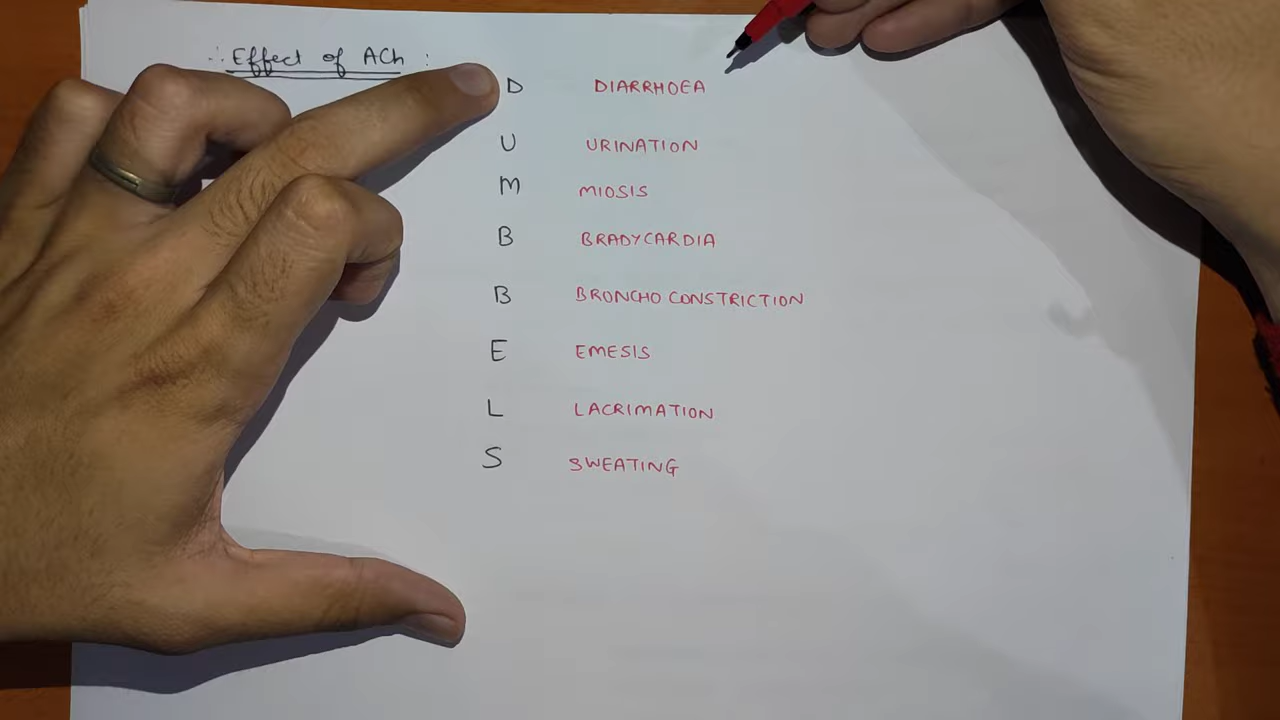 ∴ Effect of ACh :
D DIARRHOEA
U URINATION
M MIOSIS
B BRADYCARDIA
B BRONCHO CONSTRICTION
E EMESIS
L LACRIMATION
S SWEATING